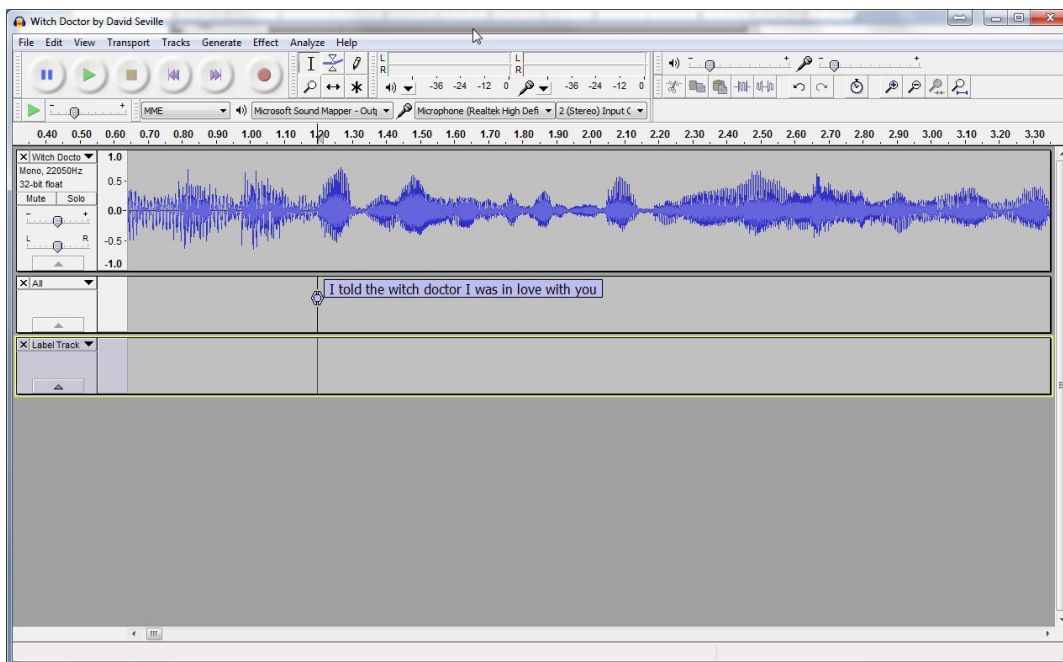 Witch Doctor by David Seville
File Edit View Transport Tracks Generate Effect Analyze Help
L
R
-36 -24 -12 0
L
R
-36 -24 -12 0
- +
- +
- +
MME
Microsoft Sound Mapper - Outp
Microphone (Realtek High Defi
2 (Stereo) Input C
0.40 0.50 0.60 0.70 0.80 0.90 1.00 1.10 1.20 1.30 1.40 1.50 1.60 1.70 1.80 1.90 2.00 2.10 2.20 2.30 2.40 2.50 2.60 2.70 2.80 2.90 3.00 3.10 3.20 3.30
X Witch Docto
Mono, 22050Hz
32-bit float
Mute Solo
- +
L R
1.0
0.5-
0.0-
-0.5-
-1.0
X All
I told the witch doctor I was in love with you
X Label Track